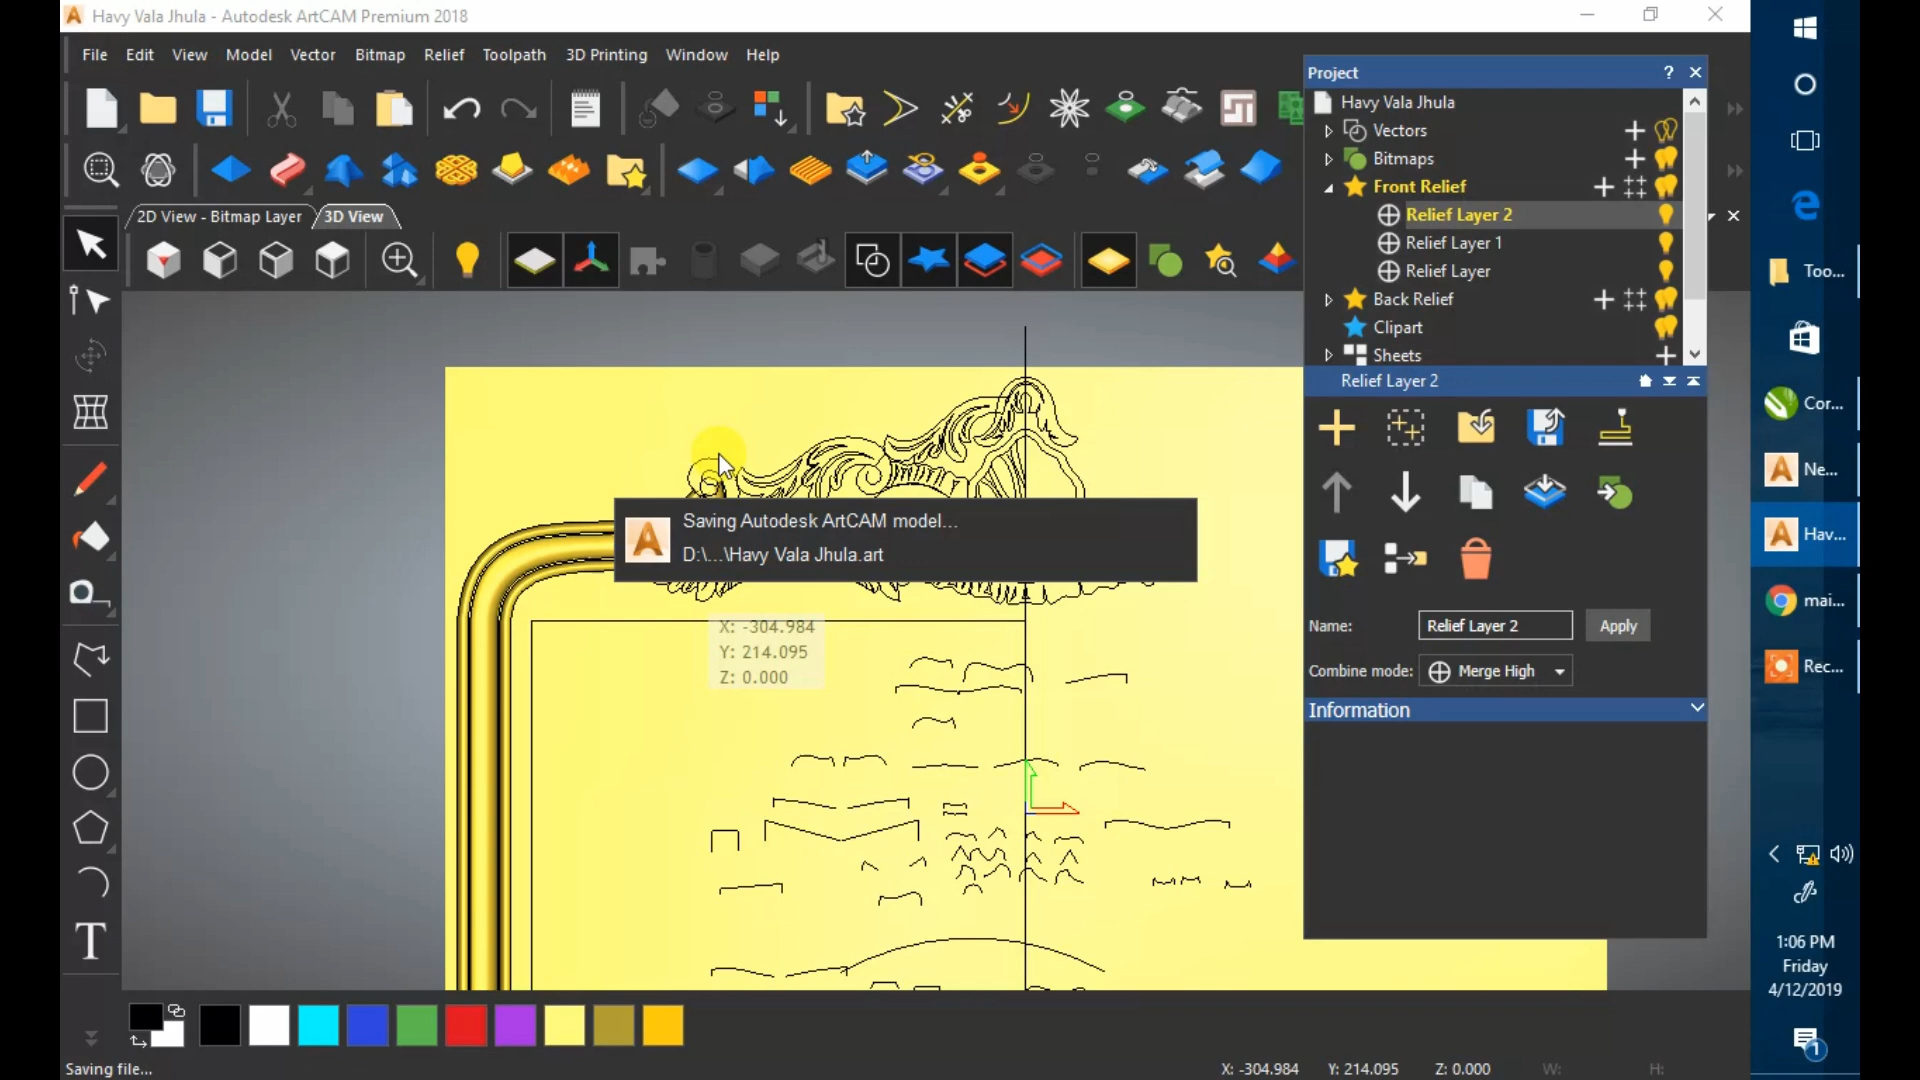 Havy Vala Jhula - Autodesk ArtCAM Premium 2018
File Edit View Model Vector Bitmap Relief Toolpath 3D Printing Window Help
2D View - Bitmap Layer
3D View
Project
Havy Vala Jhula
Vectors
Bitmaps
Front Relief
Relief Layer 2
Relief Layer 1
Relief Layer
Back Relief
Clipart
Sheets
Relief Layer 2
Name: Relief Layer 2 Apply
Combine mode: Merge High
Information
Saving Autodesk ArtCAM model...
D:\...\Havy Vala Jhula.art
X: -304.984
Y: 214.095
Z: 0.000
T
Saving file...
X: -304.984 Y: 214.095 Z: 0.000 W: H:
Too...
Cor...
Ne...
Hav...
mai...
Rec...
1:06 PM
Friday
4/12/2019
1